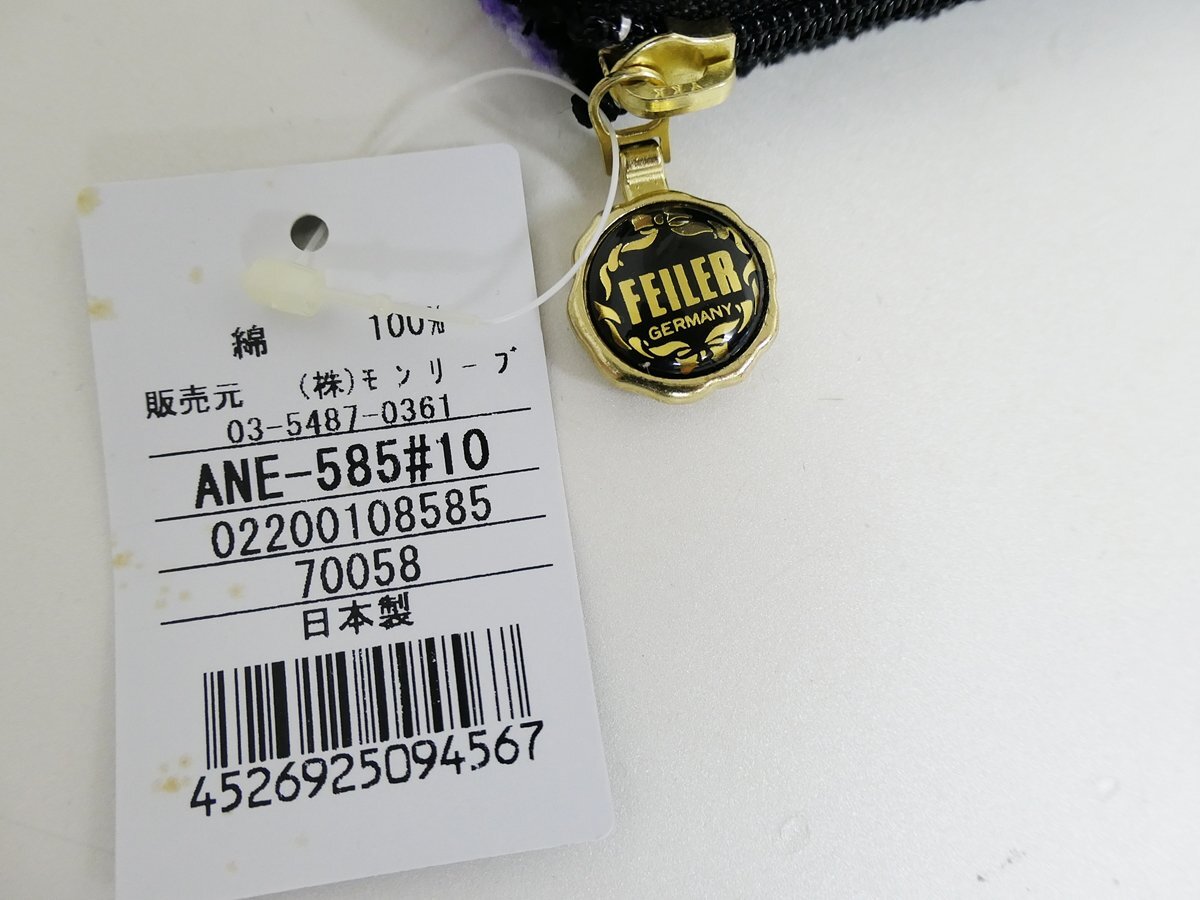 綿 100%
販売元 (株)モンリーブ
03-5487-0361
ANE-585#10
02200108585
70058
日本製
4526925094567
FEILER
GERMANY